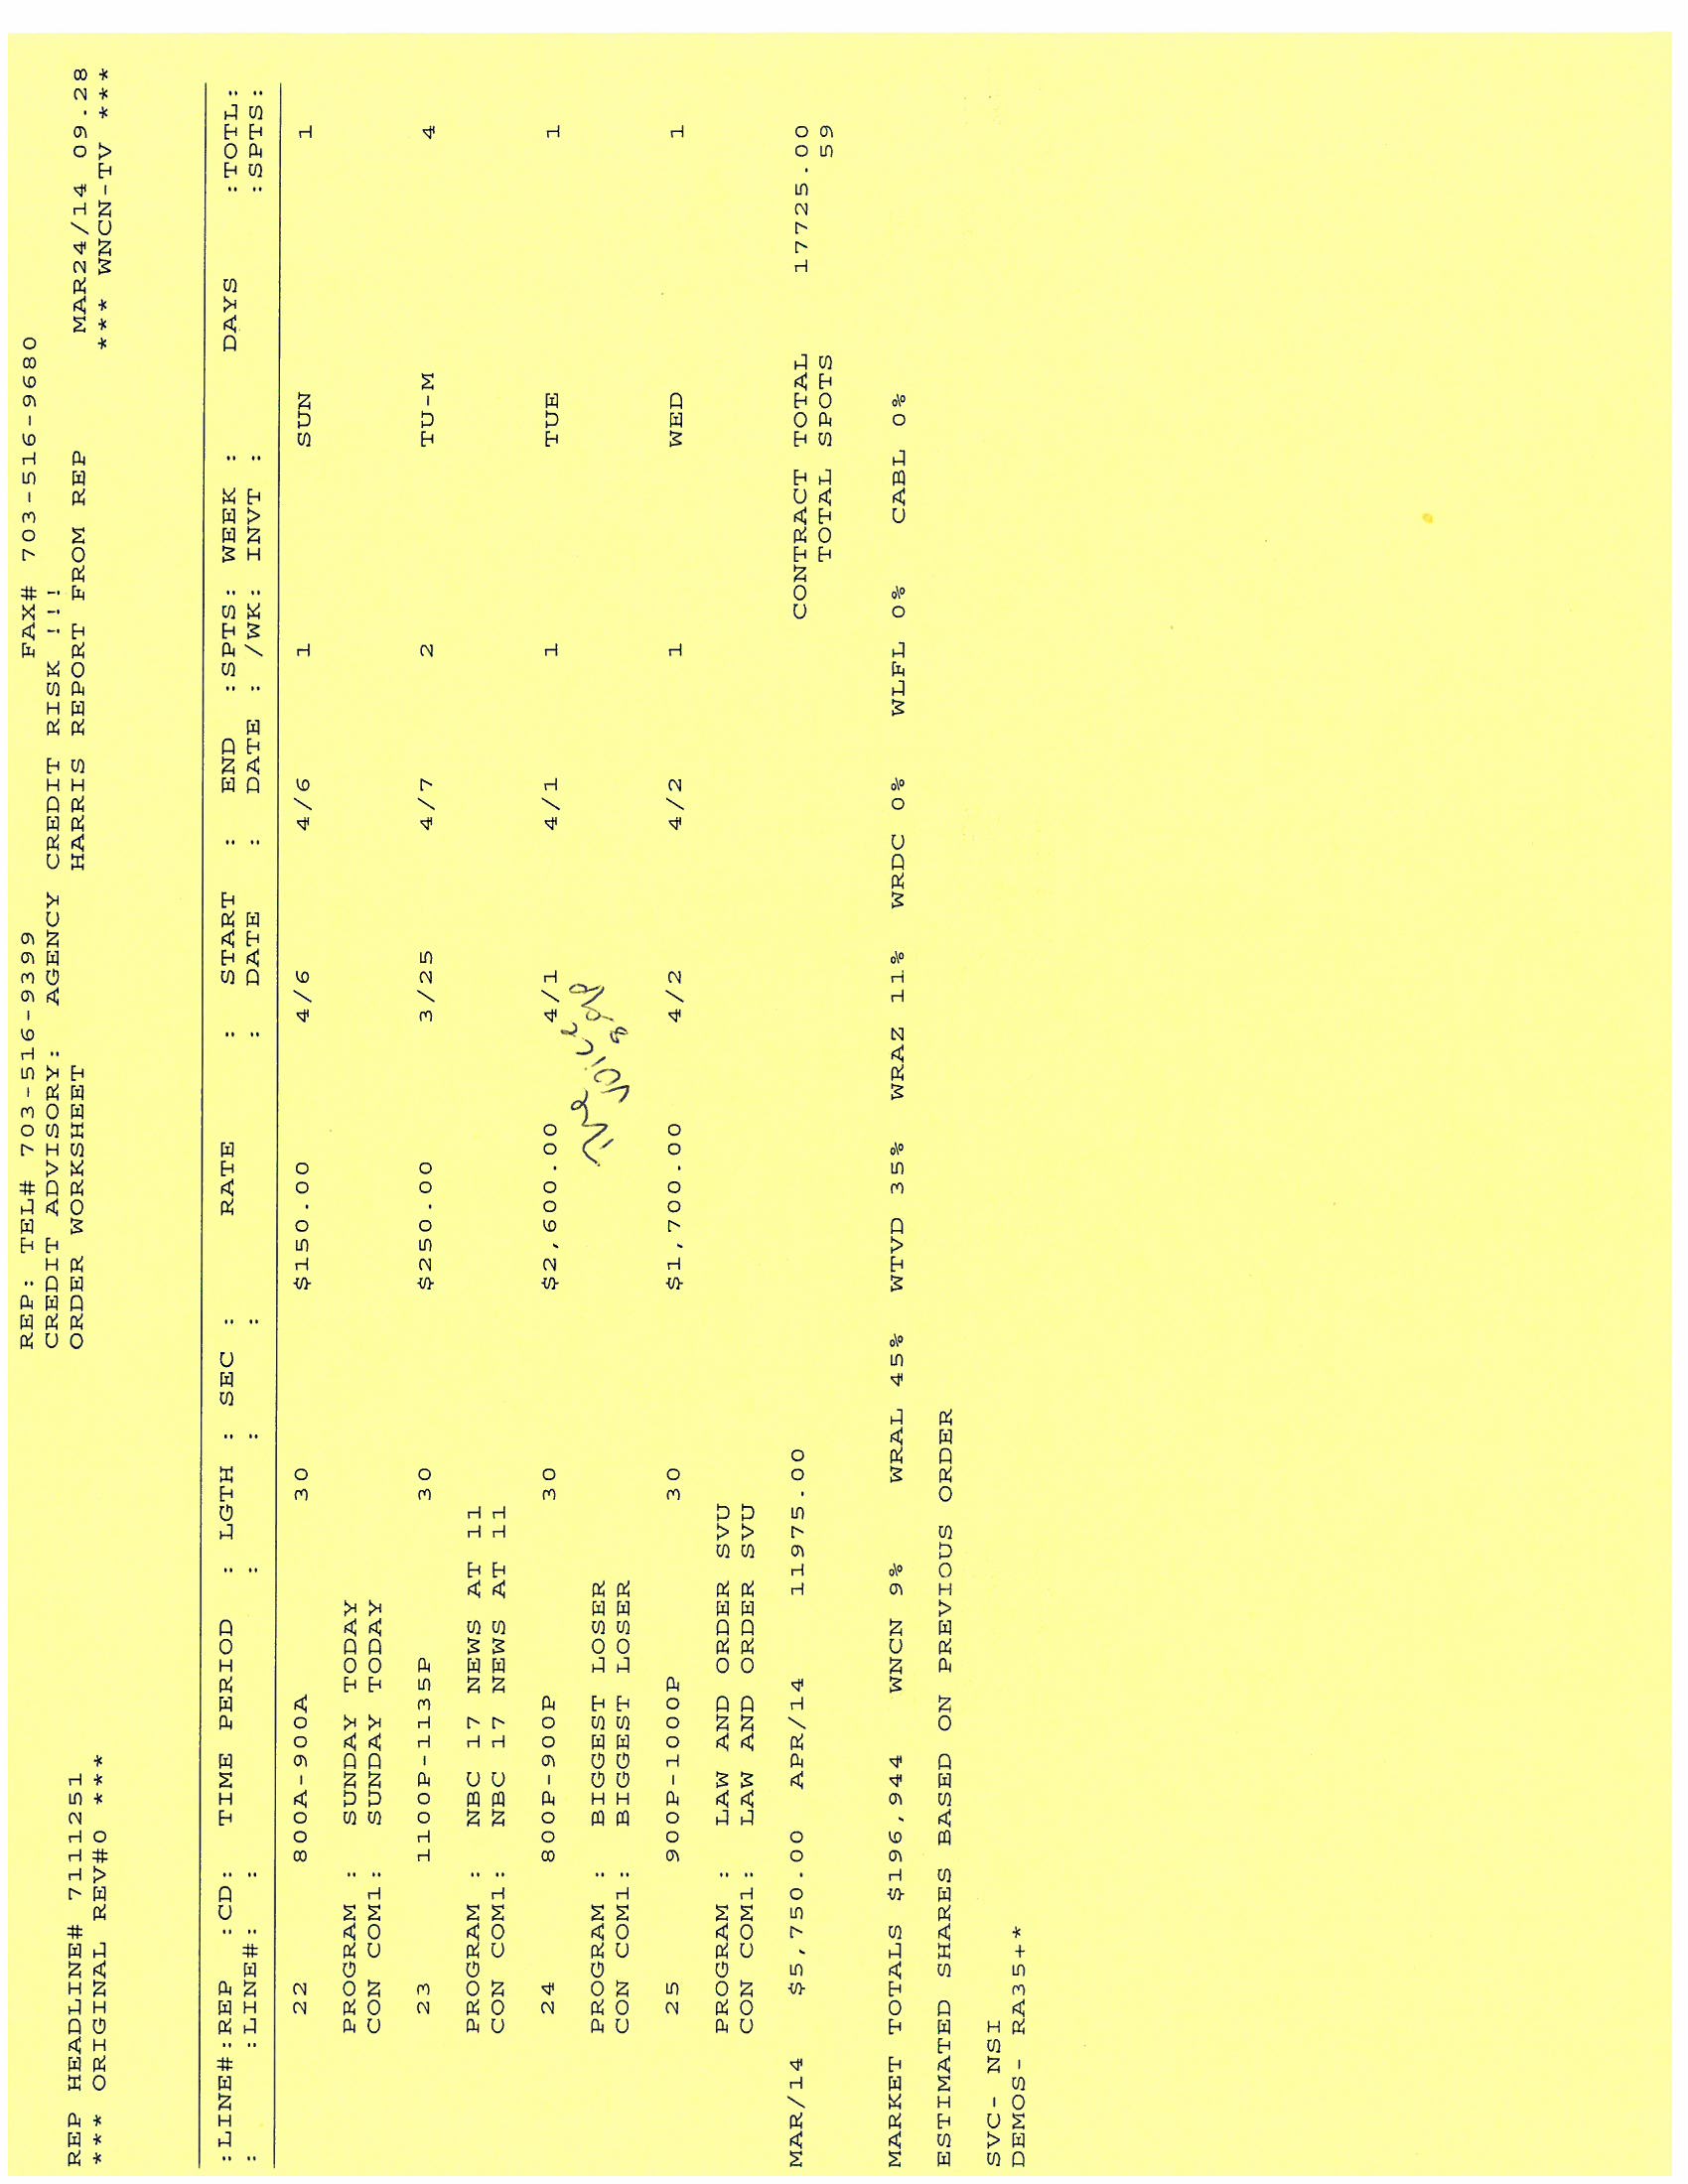 REP: TEL# 703-516-9399 FAX# 703-516-9680
CREDIT ADVISORY: AGENCY CREDIT RISK !!!
REP HEADLINE# 7111251 ORDER WORKSHEET HARRIS REPORT FROM REP MAR24/14 09.28
*** ORIGINAL REV#0 *** *** WNCN-TV ***
:LINE#:REP :CD: TIME PERIOD : LGTH : SEC : RATE : START : END :SPTS: WEEK : DAYS :TOTL:
: :LINE#: : : : : DATE : DATE : /WK: INVT : :SPTS:
22 800A-900A 30 $150.00 4/6 4/6 1 SUN 1
PROGRAM : SUNDAY TODAY
CON COM1: SUNDAY TODAY
23 1100P-1135P 30 $250.00 3/25 4/7 2 TU-M 4
PROGRAM : NBC 17 NEWS AT 11
CON COM1: NBC 17 NEWS AT 11
24 800P-900P 30 $2,600.00 4/1 4/1 1 TUE 1
PROGRAM : BIGGEST LOSER
CON COM1: BIGGEST LOSER
25 900P-1000P 30 $1,700.00 4/2 4/2 1 WED 1
PROGRAM : LAW AND ORDER SVU
CON COM1: LAW AND ORDER SVU
MAR/14 $5,750.00 APR/14 11975.00 CONTRACT TOTAL 17725.00
TOTAL SPOTS 59
MARKET TOTALS $196,944 WNCN 9% WRAL 45% WTVD 35% WRAZ 11% WRDC 0% WLFL 0% CABL 0%
ESTIMATED SHARES BASED ON PREVIOUS ORDER
SVC- NSI
DEMOS- RA35+*